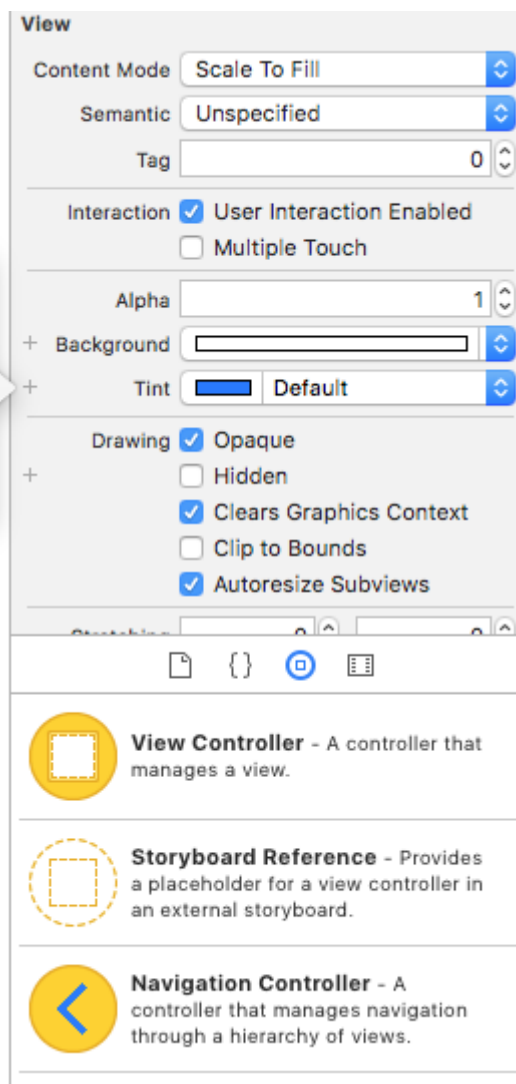 View
Content Mode Scale To Fill
Semantic Unspecified
Tag 0
Interaction User Interaction Enabled
Multiple Touch
Alpha 1
+ Background
+ Tint Default
Drawing Opaque
+ Hidden
Clears Graphics Context
Clip to Bounds
Autoresize Subviews
Stretching 0 0
{}
View Controller - A controller that
manages a view.
Storyboard Reference - Provides
a placeholder for a view controller in
an external storyboard.
Navigation Controller - A
controller that manages navigation
through a hierarchy of views.